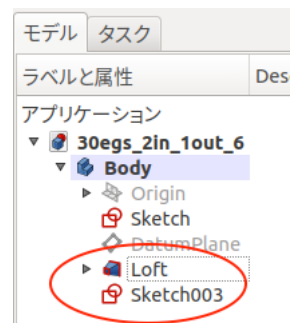 モデル タスク
ラベルと属性 Des
アプリケーション
30egs_2in_1out_6
Body
Origin
Sketch
DatumPlane
Loft
Sketch003